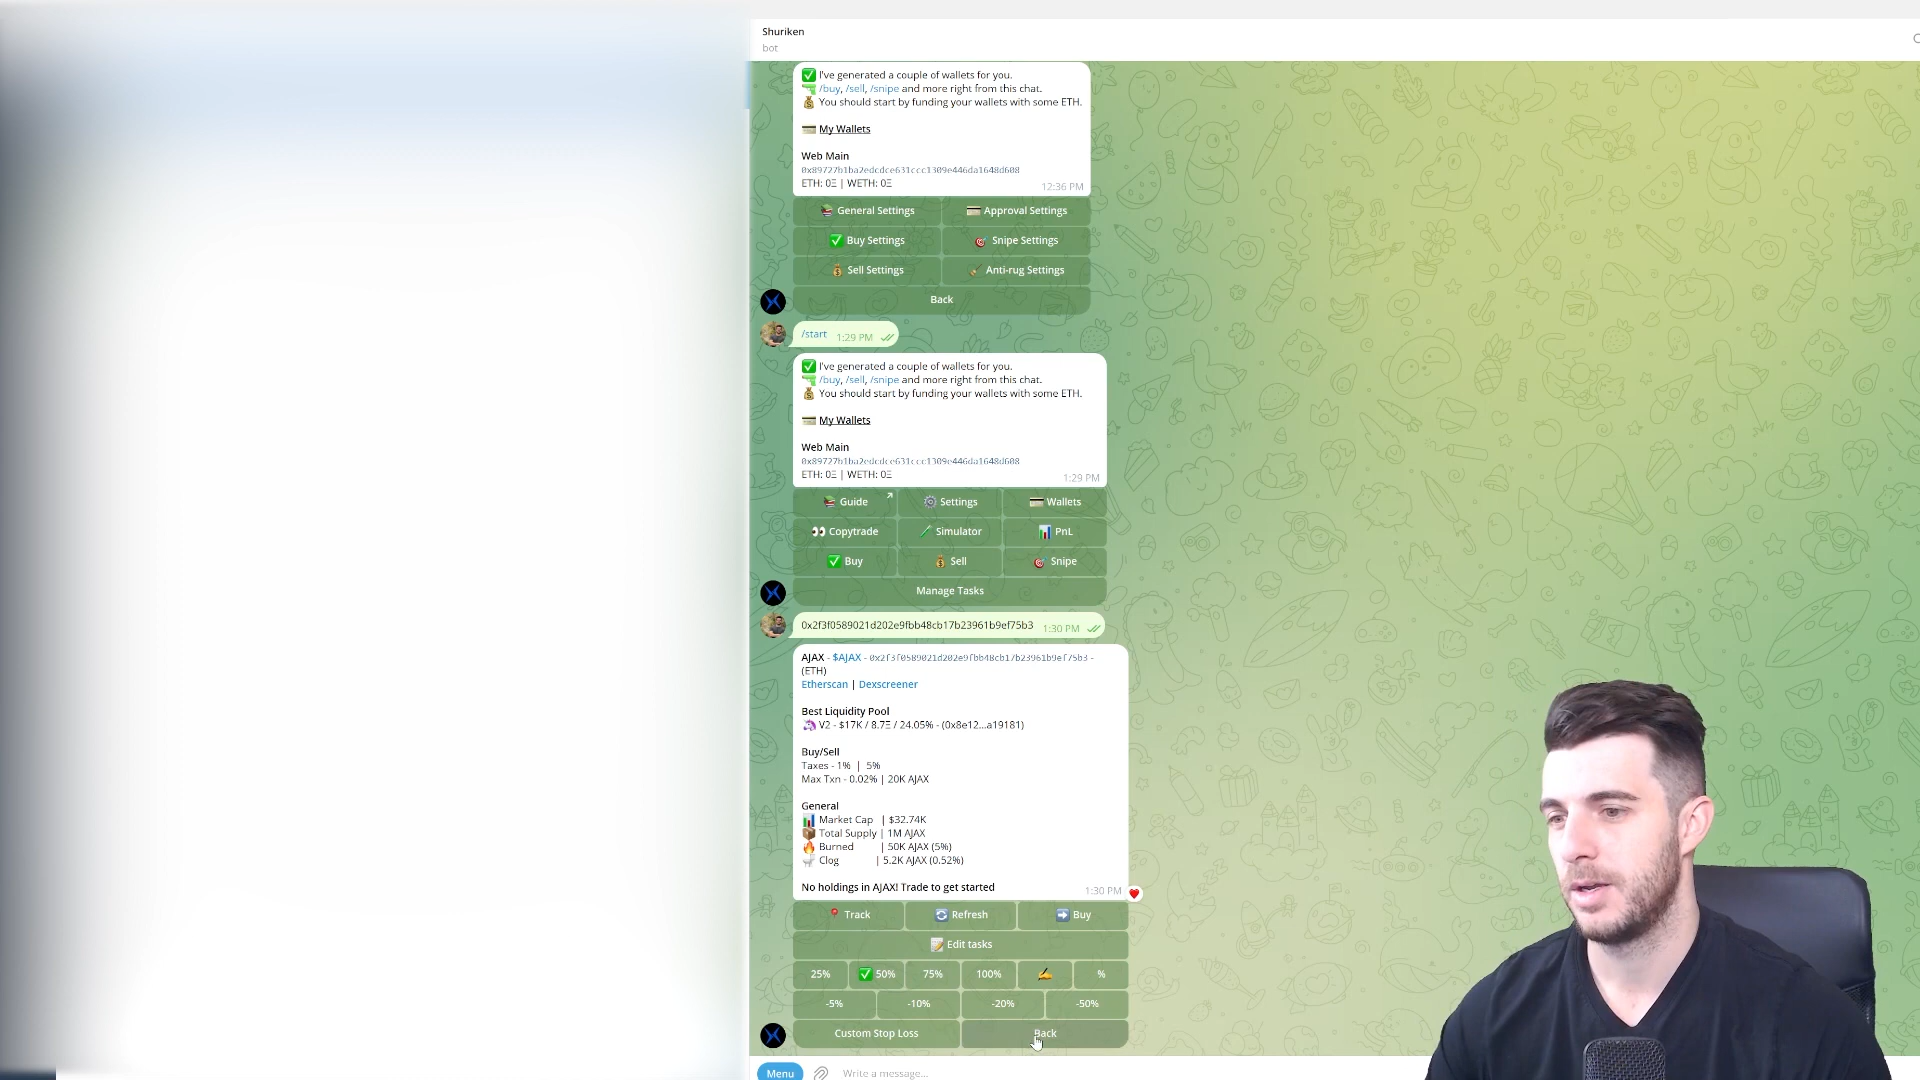 Shuriken
bot
✅ I've generated a couple of wallets for you.
/buy, /sell, /snipe and more right from this chat.
💰 You should start by funding your wallets with some ETH.
💳 My Wallets
Web Main
0x89727b1ba2edcdce631ccc1309e446da1648d608
ETH: 0Ξ | WETH: 0Ξ
12:36 PM
General Settings
Approval Settings
Buy Settings
Snipe Settings
Sell Settings
Anti-rug Settings
Back
/start 1:29 PM
✅ I've generated a couple of wallets for you.
/buy, /sell, /snipe and more right from this chat.
💰 You should start by funding your wallets with some ETH.
💳 My Wallets
Web Main
0x89727b1ba2edcdce631ccc1309e446da1648d608
ETH: 0Ξ | WETH: 0Ξ
1:29 PM
Guide Settings Wallets
Copytrade Simulator PnL
Buy Sell Snipe
Manage Tasks
0x2f3f0589021d202e9fbb48cb17b23961b9ef75b3 1:30 PM
AJAX - $AJAX - 0x2f3f0589021d202e9fbb48cb17b23961b9ef75b3 -
(ETH)
Etherscan | Dexscreener
Best Liquidity Pool
🦄 V2 - $17K / 8.7Ξ / 24.05% - (0x8e12...a19181)
Buy/Sell
Taxes - 1% | 5%
Max Txn - 0.02% | 20K AJAX
General
📊 Market Cap | $32.74K
📦 Total Supply | 1M AJAX
🔥 Burned | 50K AJAX (5%)
Clog | 5.2K AJAX (0.52%)
No holdings in AJAX! Trade to get started
1:30 PM
Track Refresh Buy
Edit tasks
25% ✅ 50% 75% 100% ✍ %
-5% -10% -20% -50%
Custom Stop Loss Back
Menu Write a message...